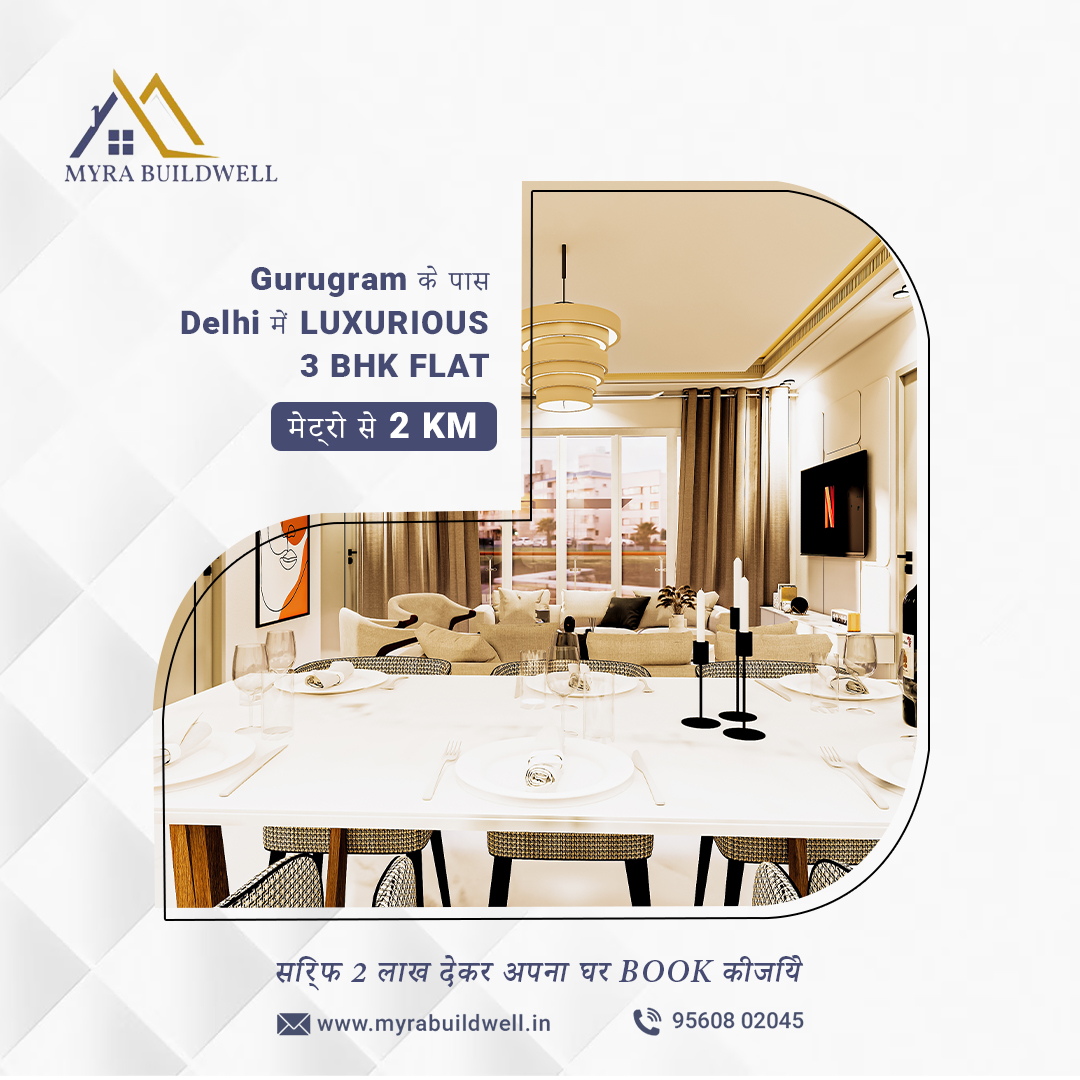 MYRA BUILDWELL
Gurugram के पास
Delhi में LUXURIOUS
3 BHK FLAT
मेट्रो से 2 KM
सिर्फ 2 लाख देकर अपना घर BOOK कीजिये
www.myrabuildwell.in
95608 02045